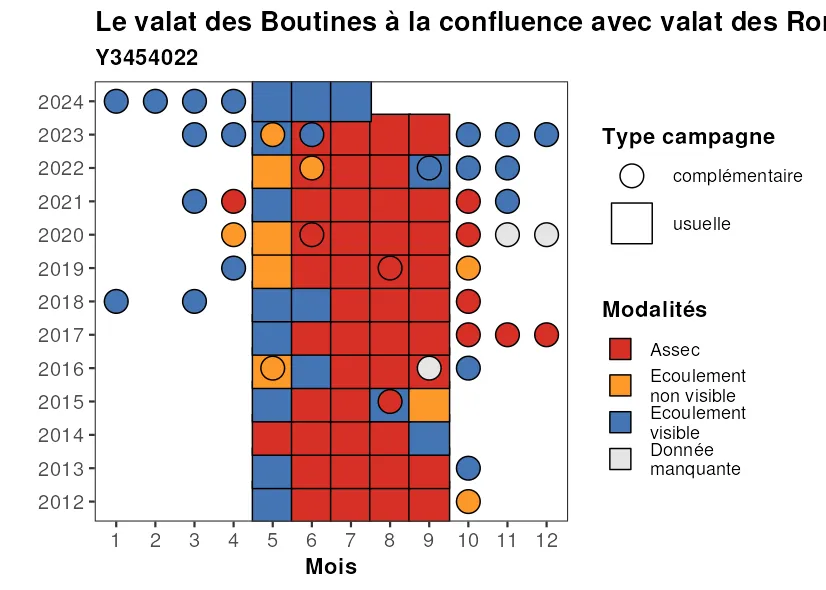 Le valat des Boutines à la confluence avec valat des Ro
Y3454022
2024
2023
2022
2021
2020
2019
2018
2017
2016
2015
2014
2013
2012
1 2 3 4 5 6 7 8 9 10 11 12
Mois
Type campagne
complémentaire
usuelle
Modalités
Assec
Ecoulement
non visible
Ecoulement
visible
Donnée
manquante